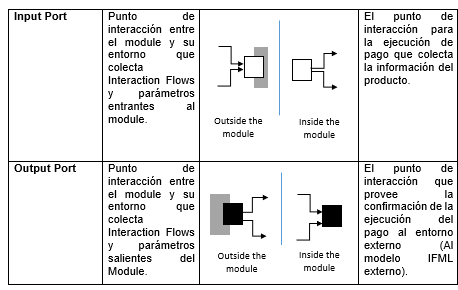 Input Port
Punto de
interacción entre
el module y su
entorno que
colecta
Interaction Flows
y parámetros
entrantes al
module.
Outside the
module
Inside the
module
El punto de
interacción para
la ejecución de
pago que colecta
la información del
producto.
Output Port
Punto de
interacción entre
el module y su
entorno que
colecta
Interaction Flows
y parámetros
salientes del
Module.
Outside the
module
Inside the
module
El punto de
interacción que
provee la
confirmación de la
ejecución del
pago al entorno
externo (Al
modelo IFML
externo).